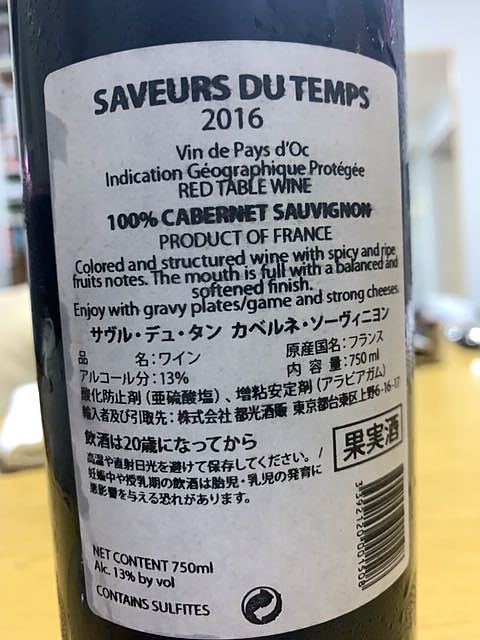 SAVEURS DU TEMPS
2016
Vin de Pays d'Oc
Indication Géographique Protégée
RED TABLE WINE
100% CABERNET SAUVIGNON
PRODUCT OF FRANCE
Colored and structured wine with spicy and ripe
fruits notes. The mouth is full with a balanced and
softened finish.
Enjoy with gravy plates/game and strong cheeses.
サヴル・デュ・タン カベルネ・ソーヴィニヨン
品 名：ワイン 原産国名：フランス
アルコール分：13% 内 容 量：750 ml
酸化防止剤（亜硫酸塩）、増粘安定剤（アラビアガム）
輸入者及び引取先：株式会社 都光酒販 東京都台東区上野6-16-17
飲酒は20歳になってから
高温や直射日光を避けて保存してください。/
妊娠中や授乳期の飲酒は胎児・乳児の発育に
悪影響を与える恐れがあります。
果実酒
NET CONTENT 750ml
Alc. 13% by vol
CONTAINS SULFITES
3392120001508